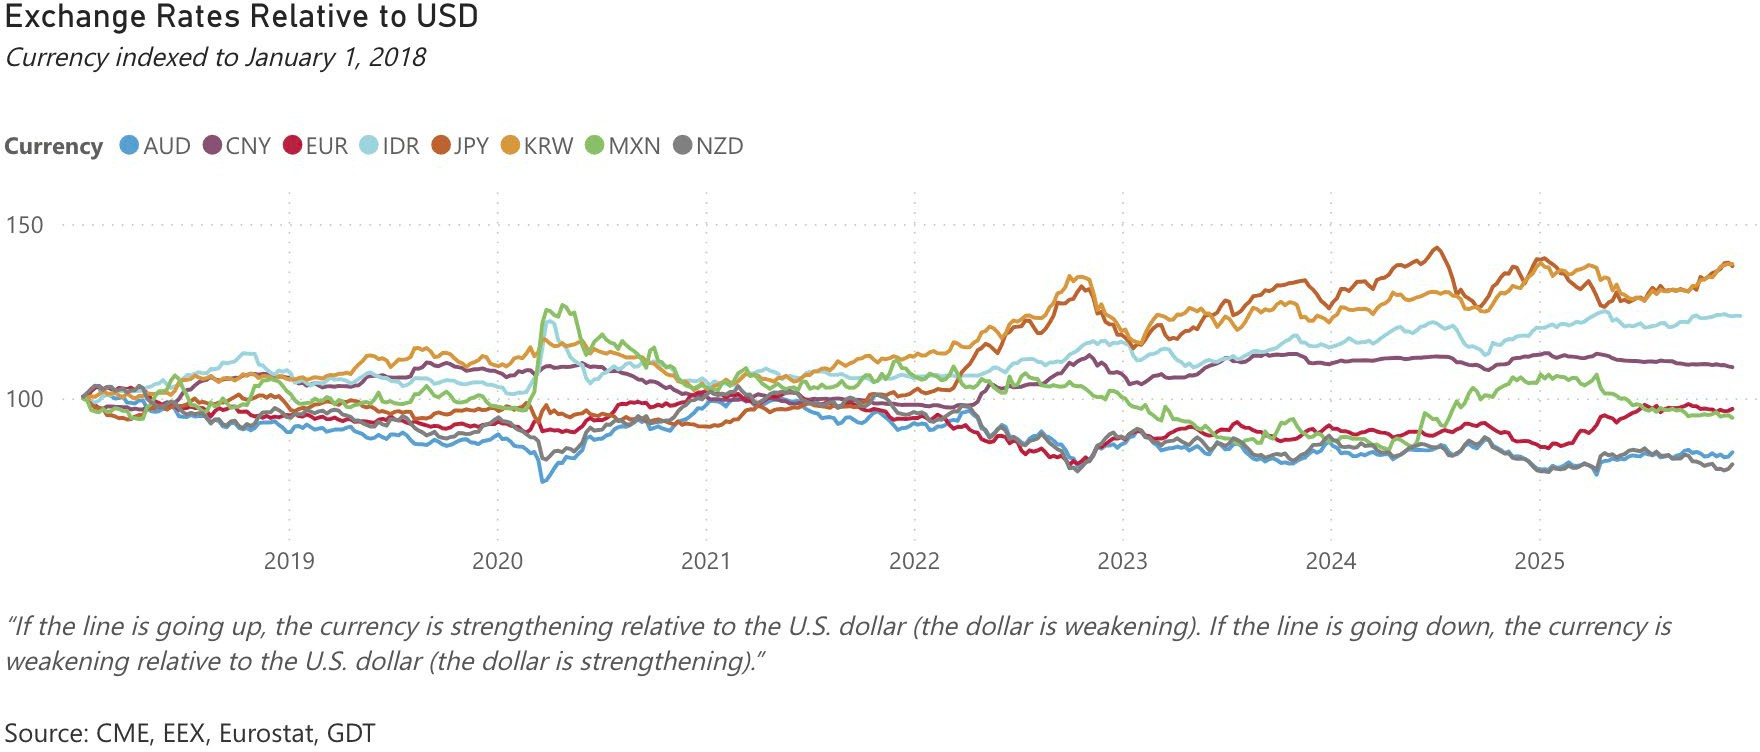 Exchange Rates Relative to USD
Currency indexed to January 1, 2018
Currency AUD CNY EUR IDR JPY KRW MXN NZD
150
100
2019 2020 2021 2022 2023 2024 2025
“If the line is going up, the currency is strengthening relative to the U.S. dollar (the dollar is weakening). If the line is going down, the currency is
weakening relative to the U.S. dollar (the dollar is strengthening).”
Source: CME, EEX, Eurostat, GDT